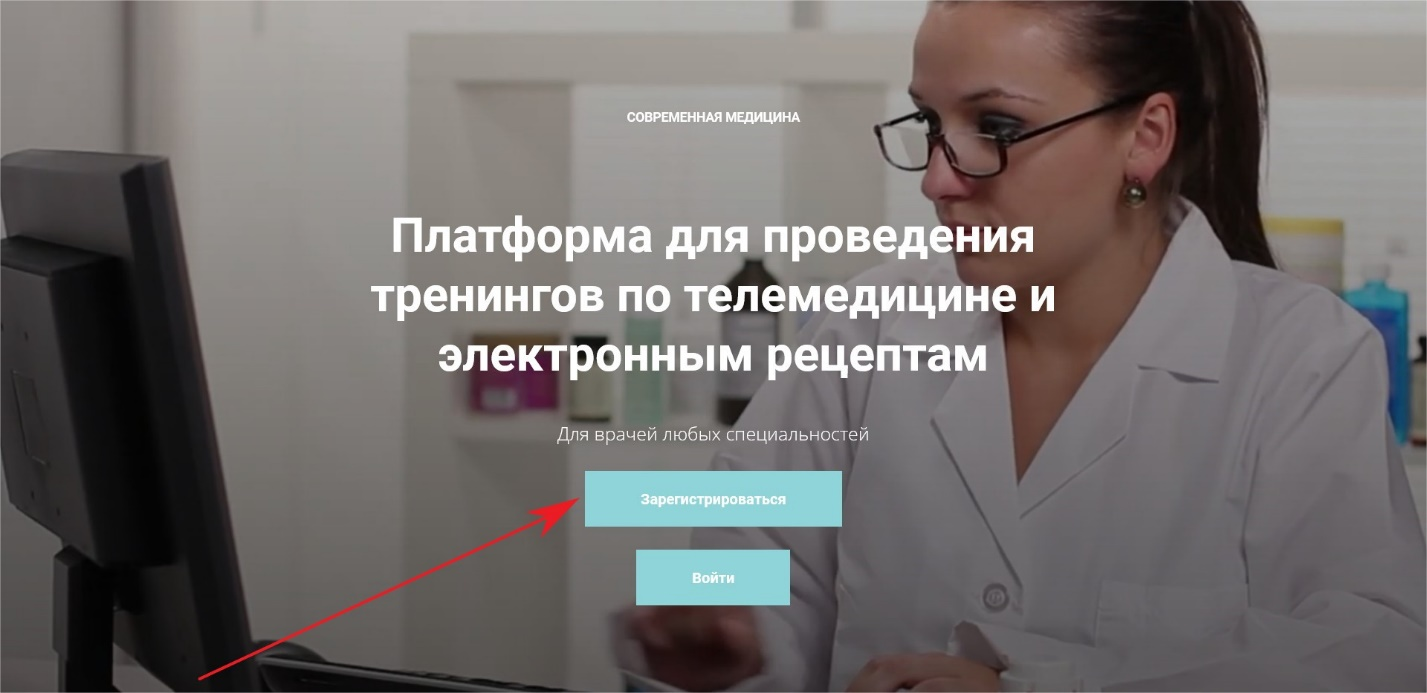 СОВРЕМЕННАЯ МЕДИЦИНА
Платформа для проведения
тренингов по телемедицине и
электронным рецептам
Для врачей любых специальностей
Зарегистрироваться
Войти